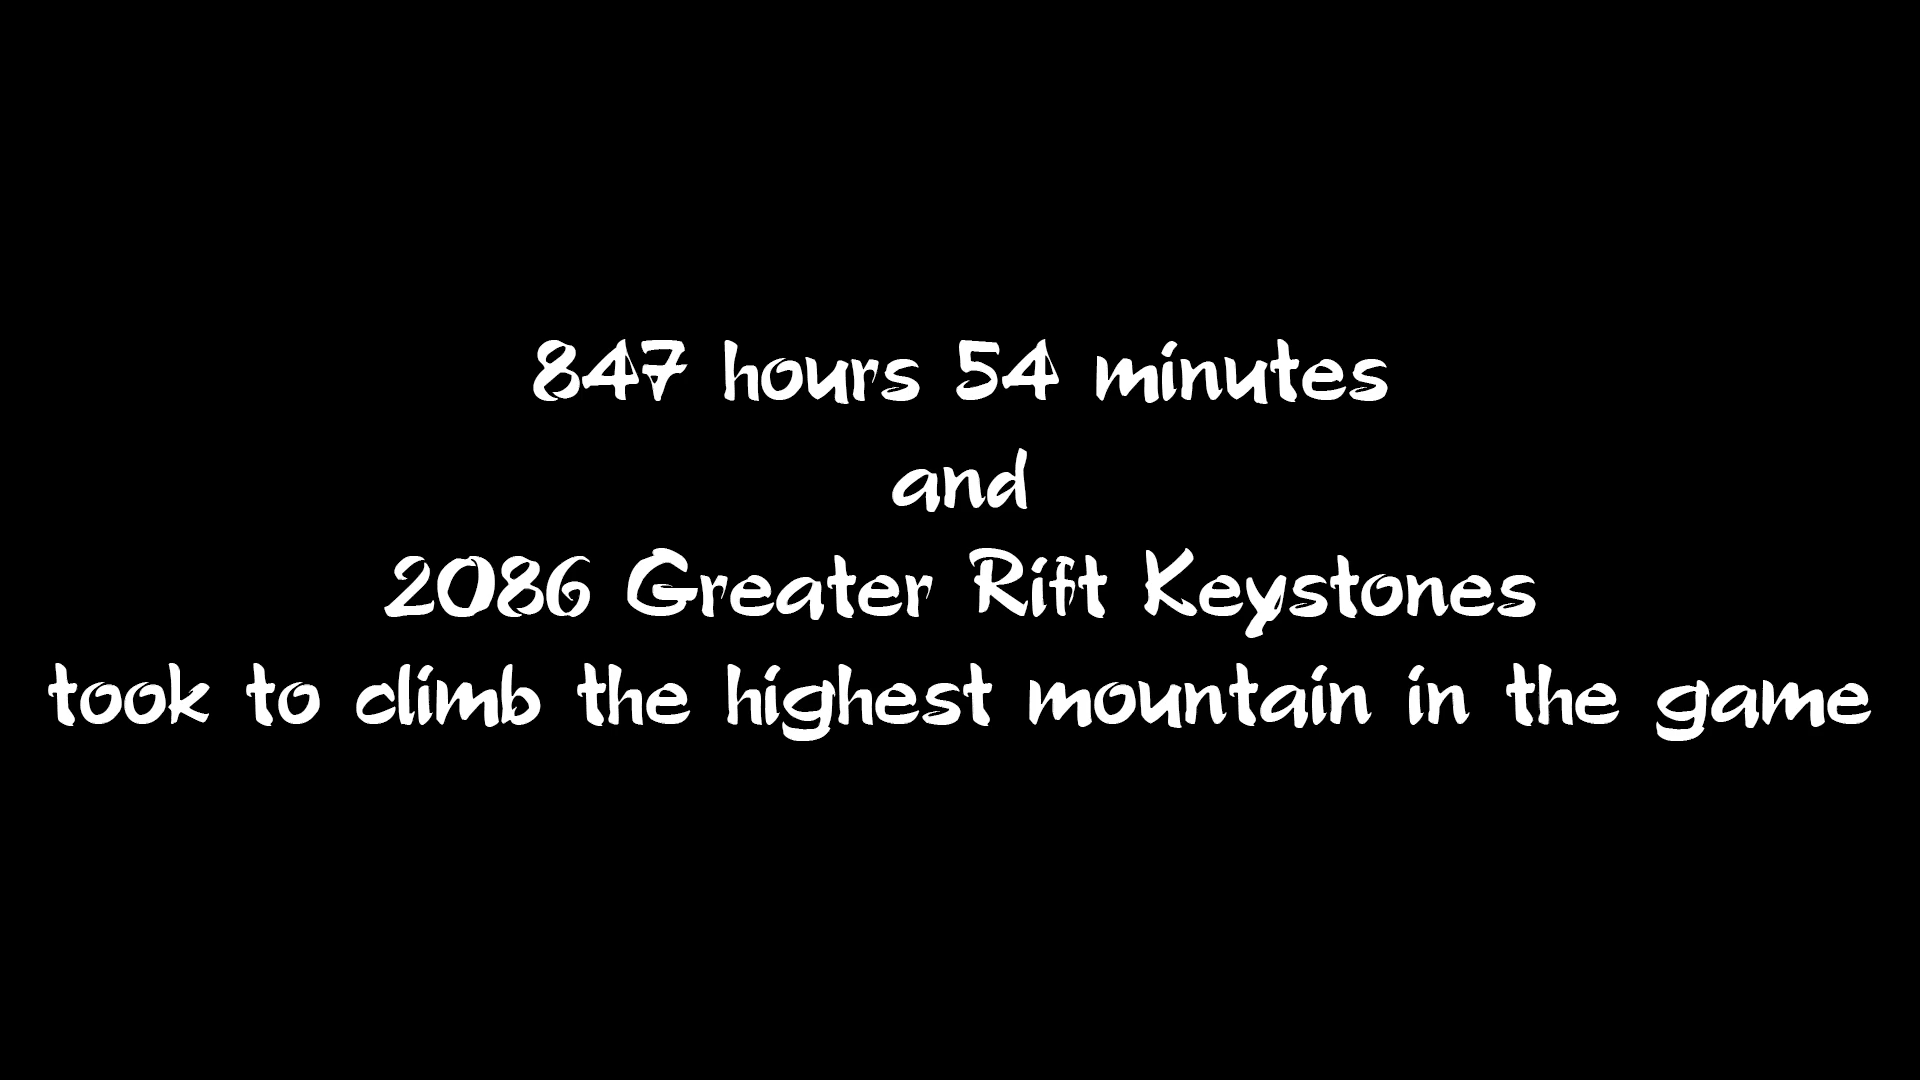 847 hours 54 minutes
and
2086 Greater Rift Keystones
took to climb the highest mountain in the game